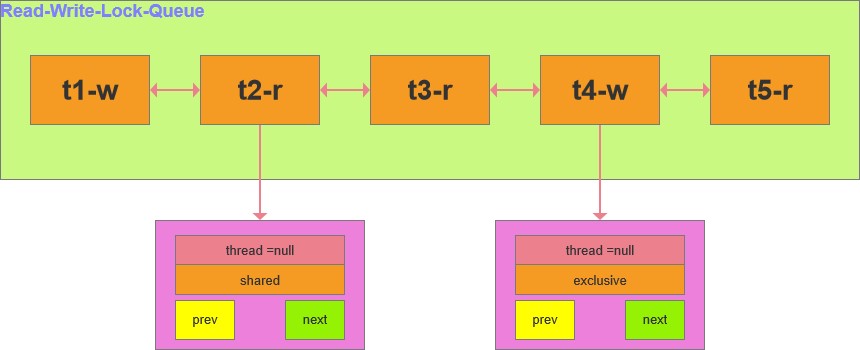 Read-Write-Lock-Queue
t1-w
t2-r
t3-r
t4-w
t5-r
thread =null
shared
prev
next
thread =null
exclusive
prev
next